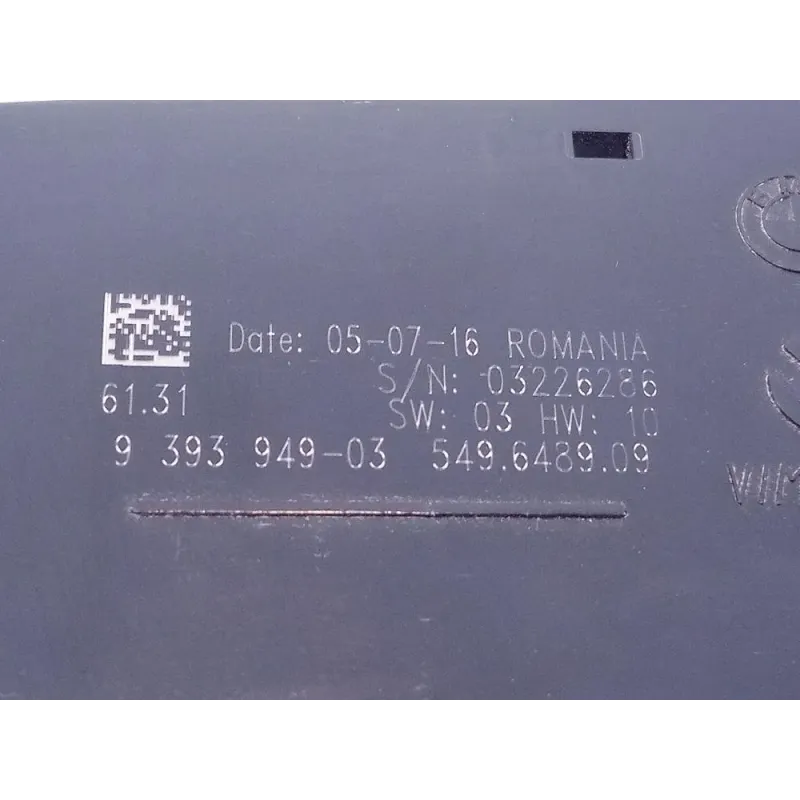 Date: 05-07-16 ROMANIA
S/N: 03226286
61.31
SW: 03 HW: 10
9 393 949-03 549.6489.09